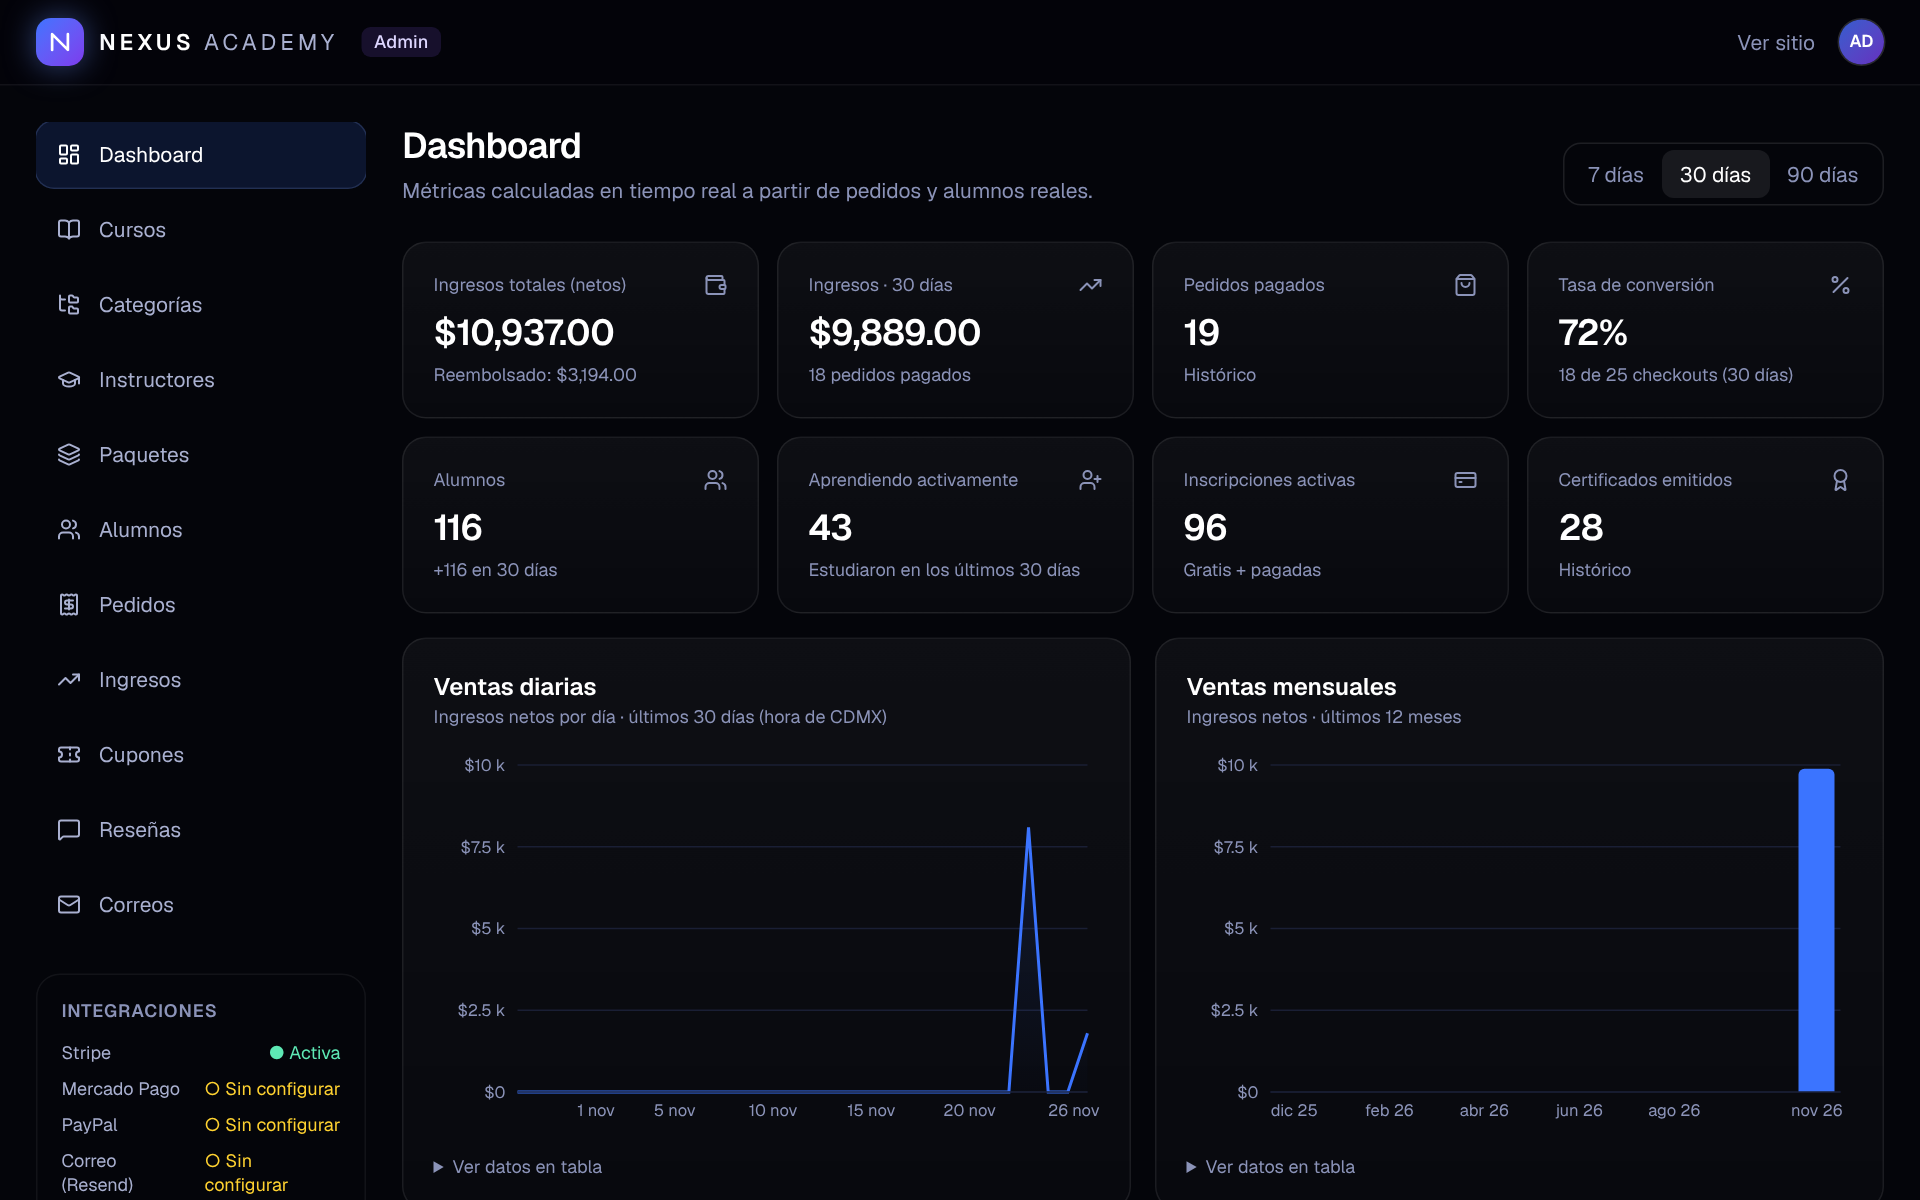 N NEXUS ACADEMY Admin
Ver sitio AD
Dashboard
Cursos
Categorías
Instructores
Paquetes
Alumnos
Pedidos
Ingresos
Cupones
Reseñas
Correos
INTEGRACIONES
Stripe Activa
Mercado Pago Sin configurar
PayPal Sin configurar
Correo (Resend) Sin configurar
Dashboard
Métricas calculadas en tiempo real a partir de pedidos y alumnos reales.
7 días 30 días 90 días
Ingresos totales (netos)
$10,937.00
Reembolsado: $3,194.00
Ingresos · 30 días
$9,889.00
18 pedidos pagados
Pedidos pagados
19
Histórico
Tasa de conversión
72%
18 de 25 checkouts (30 días)
Alumnos
116
+116 en 30 días
Aprendiendo activamente
43
Estudiaron en los últimos 30 días
Inscripciones activas
96
Gratis + pagadas
Certificados emitidos
28
Histórico
Ventas diarias
Ingresos netos por día · últimos 30 días (hora de CDMX)
$10 k
$7.5 k
$5 k
$2.5 k
$0
1 nov 5 nov 10 nov 15 nov 20 nov 26 nov
Ver datos en tabla
Ventas mensuales
Ingresos netos · últimos 12 meses
$10 k
$7.5 k
$5 k
$2.5 k
$0
dic 25 feb 26 abr 26 jun 26 ago 26 nov 26
Ver datos en tabla